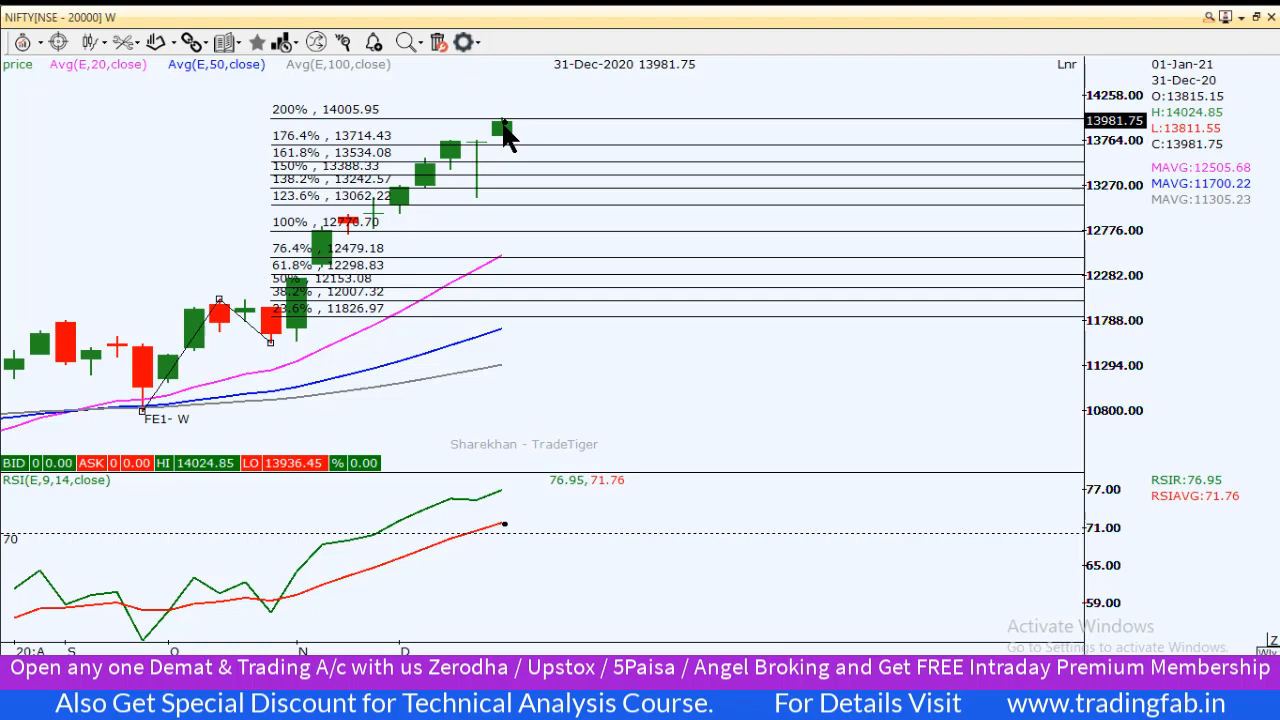 NIFTY[NSE - 20000] W
price Avg(E,20,close) Avg(E,50,close) Avg(E,100,close) 31-Dec-2020 13981.75 Lnr
01-Jan-21
31-Dec-20
O:13815.15
H:14024.85
L:13811.55
C:13981.75
MAVG:12505.68
MAVG:11700.22
MAVG:11305.23
14258.00
13981.75
13764.00
13270.00
12776.00
12282.00
11788.00
11294.00
10800.00
200% , 14005.95
176.4% , 13714.43
161.8% , 13534.08
150% , 13388.33
138.2% , 13242.57
123.6% , 13062.22
100% , 12776.70
76.4% , 12479.18
61.8% , 12298.83
50% , 12153.08
38.2% , 12007.32
23.6% , 11826.97
FE1- W
Sharekhan - TradeTiger
BID 0 0.00 ASK 0 0.00 HI 14024.85 LO 13936.45 % 0.00
RSI(E,9,14,close) 76.95, 71.76
RSIR:76.95
RSIAVG:71.76
77.00
71.00
65.00
59.00
70
20:A S O N D
Activate Windows
Go to Settings to activate Windows.
Z
Wly
Open any one Demat & Trading A/c with us Zerodha / Upstox / 5Paisa / Angel Broking and Get FREE Intraday Premium Membership
Also Get Special Discount for Technical Analysis Course. For Details Visit www.tradingfab.in